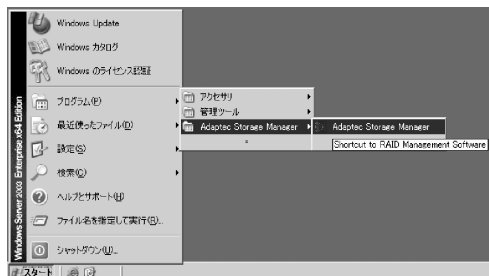 Windows Update
Windows カタログ
Windows のライセンス認証
プログラム(P)
最近使ったファイル(D)
設定(S)
検索(C)
ヘルプとサポート(H)
ファイル名を指定して実行(R)...
シャットダウン(U)...
Windows Server 2003 Enterprise x64 Edition
アクセサリ
管理ツール
Adaptec Storage Manager
Adaptec Storage Manager
Shortcut to RAID Management Software
スタート